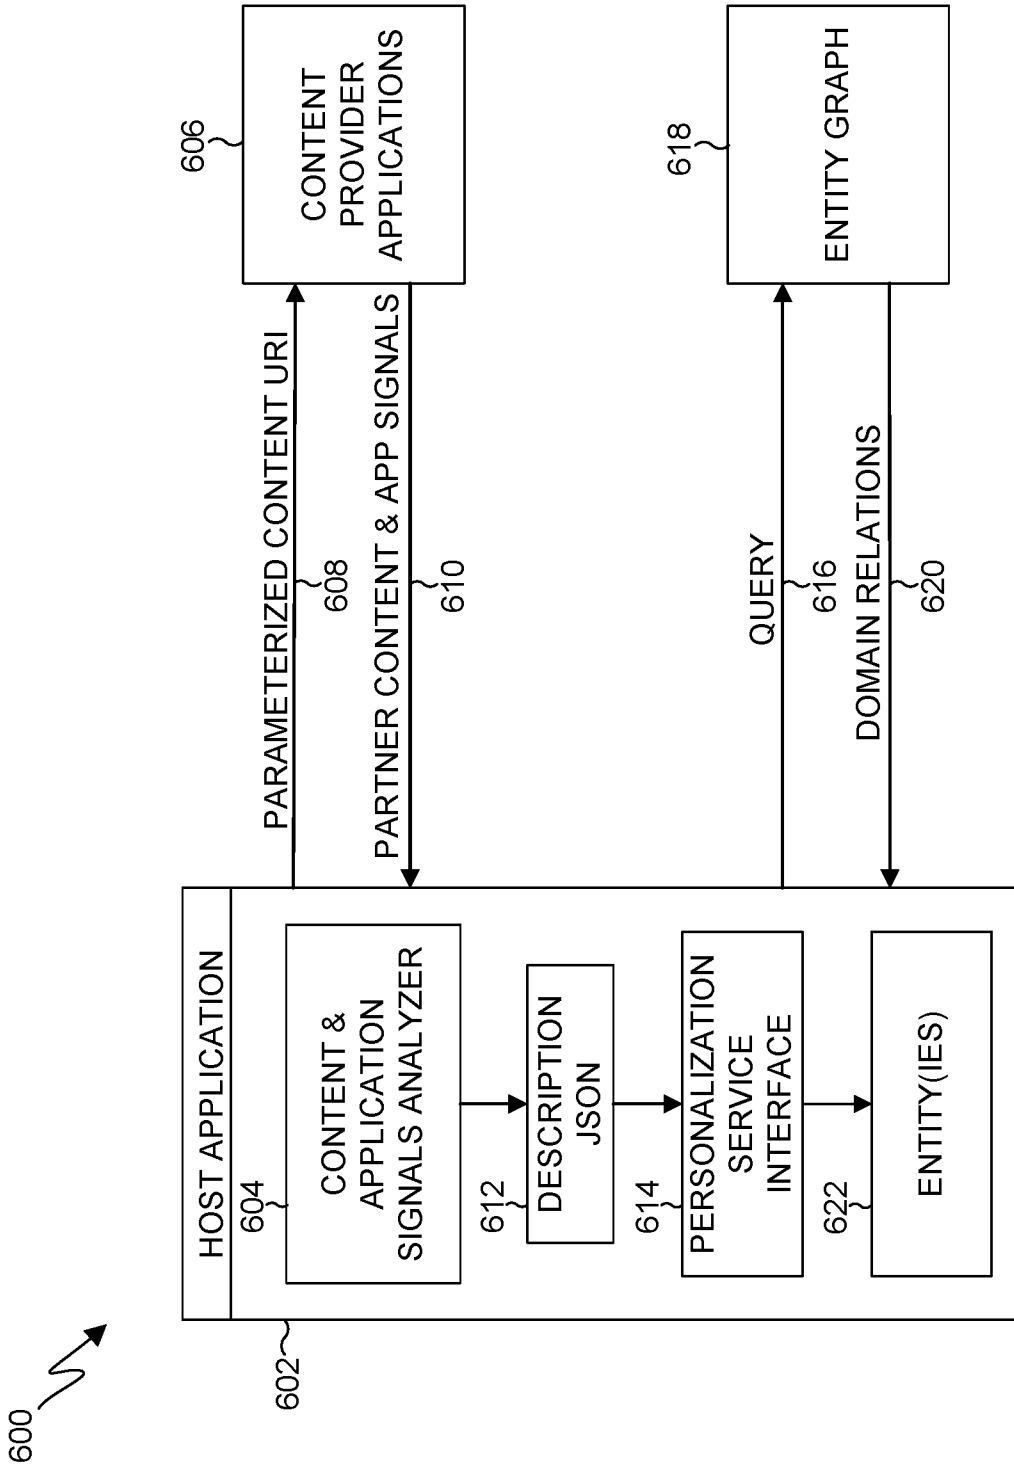 600
HOST APPLICATION
602
604
CONTENT &
APPLICATION
SIGNALS ANALYZER
612
DESCRIPTION
JSON
614
PERSONALIZATION
SERVICE
INTERFACE
622
ENTITY(IES)
PARAMETERIZED CONTENT URI
608
PARTNER CONTENT & APP SIGNALS
610
QUERY
616
DOMAIN RELATIONS
620
606
CONTENT
PROVIDER
APPLICATIONS
618
ENTITY GRAPH